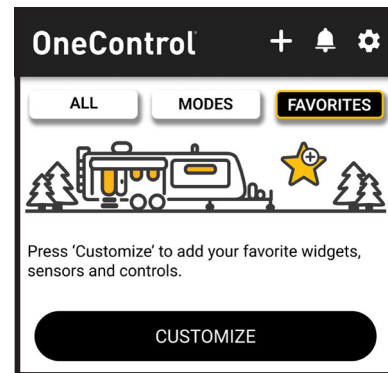 OneControl
ALL
MODES
FAVORITES
Press ‘Customize’ to add your favorite widgets,
sensors and controls.
CUSTOMIZE